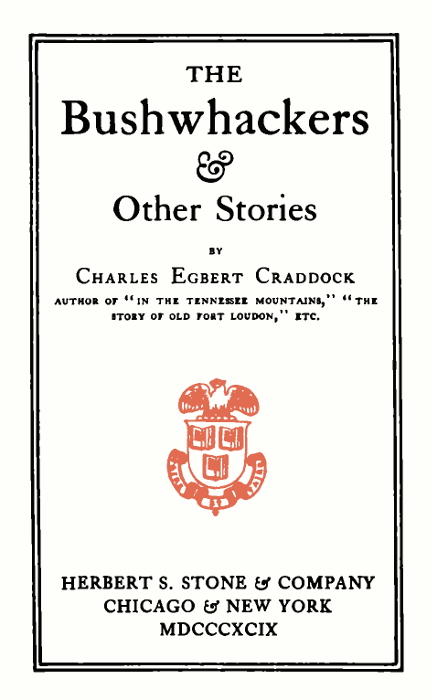 THE
Bushwhackers
&
Other Stories
BY
CHARLES EGBERT CRADDOCK
AUTHOR OF "IN THE TENNESSEE MOUNTAINS," "THE
STORY OF OLD FORT LOUDON," ETC.
HERBERT S. STONE & COMPANY
CHICAGO & NEW YORK
MDCCCXCIX